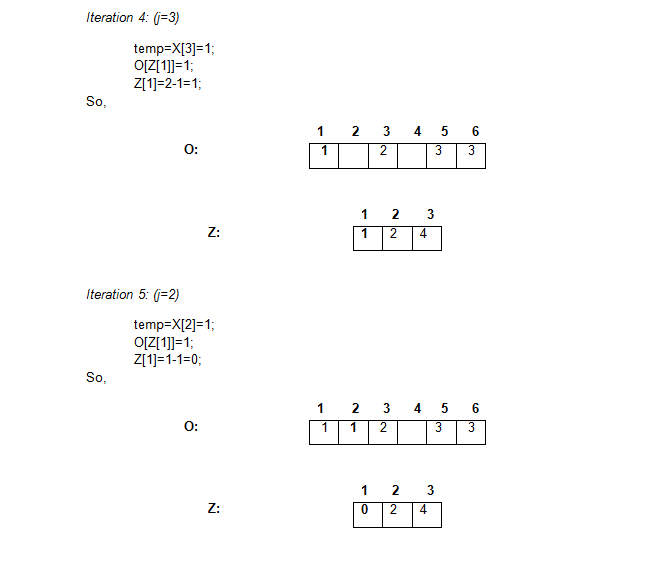 Iteration 4: (j=3)
temp=X[3]=1;
O[Z[1]]=1;
Z[1]=2-1=1;
So,
1 2 3 4 5 6
O: 1 2 3 3
1 2 3
Z: 1 2 4
Iteration 5: (j=2)
temp=X[2]=1;
O[Z[1]]=1;
Z[1]=1-1=0;
So,
1 2 3 4 5 6
O: 1 1 2 3 3
1 2 3
Z: 0 2 4